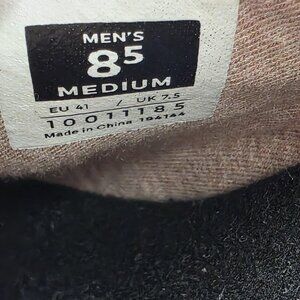 MEN'S
8⁵
MEDIUM
EU 41 / UK 7.5
10011185
Made in China 194144